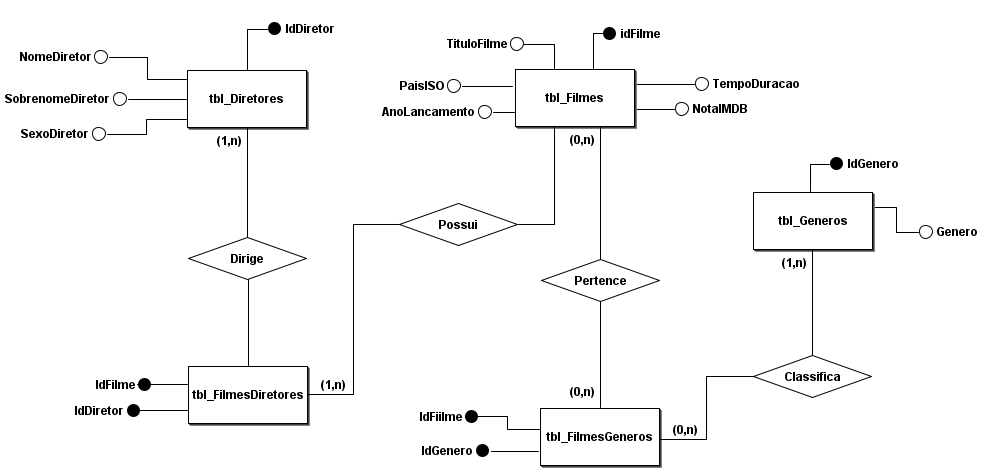 IdDiretor
NomeDiretor
SobrenomeDiretor
SexoDiretor
tbl_Diretores
(1,n)
TituloFilme
idFilme
PaisISO
AnoLancamento
tbl_Filmes
TempoDuracao
NotaIMDB
(0,n)
IdGenero
tbl_Generos
Genero
(1,n)
Possui
Dirige
Pertence
Classifica
IdFilme
IdDiretor
tbl_FilmesDiretores
(1,n)
(0,n)
IdFiilme
IdGenero
tbl_FilmesGeneros
(0,n)